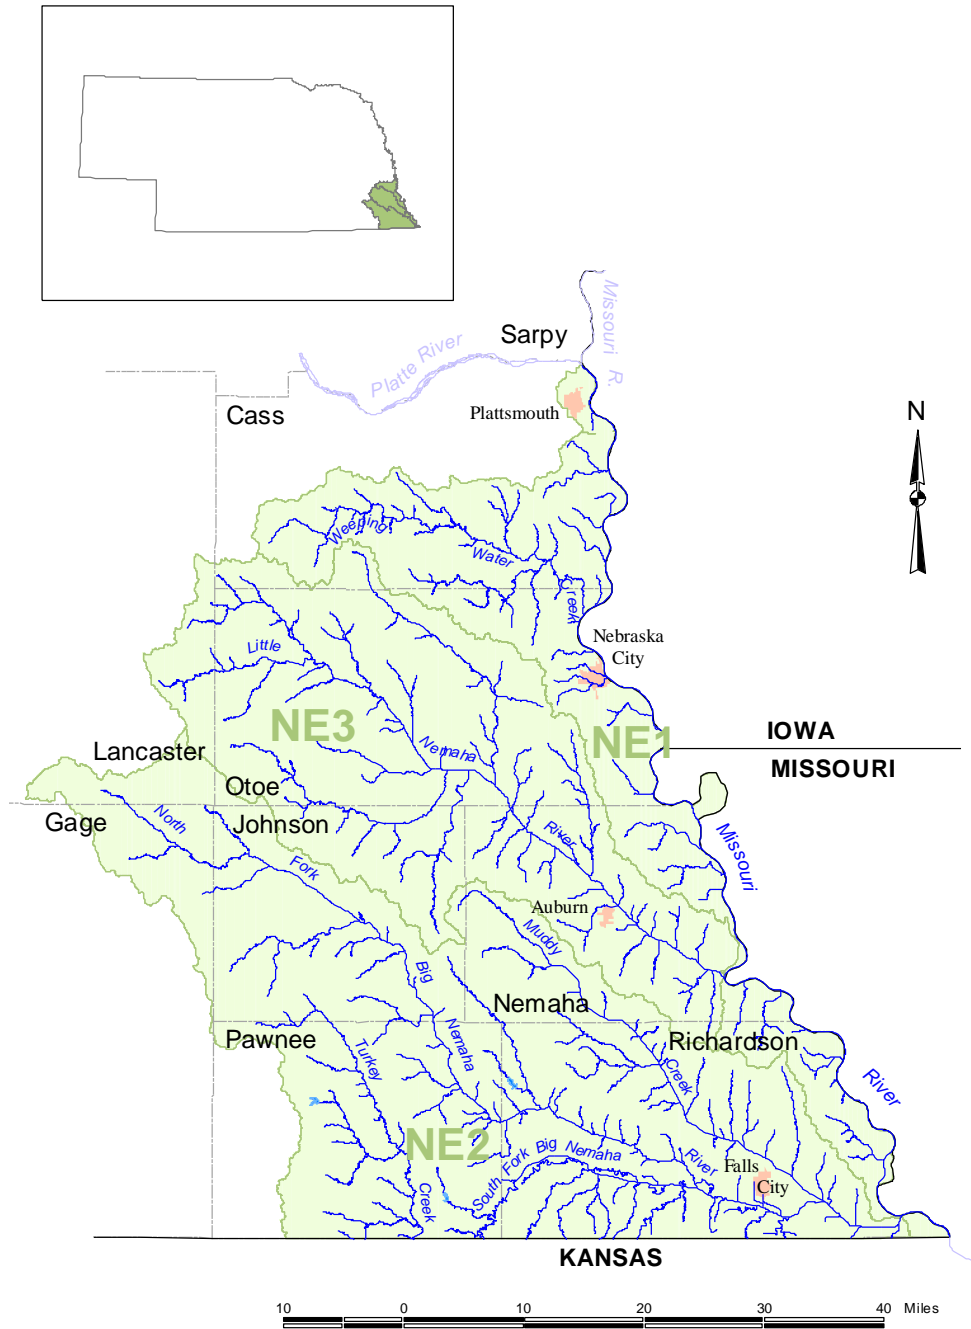 Missouri R.
Sarpy
Platte River
Plattsmouth
Cass
N
Weeping
Water
Creek
Nebraska
City
Little
NE3
NE1
IOWA
Nemaha
Lancaster
MISSOURI
Otoe
Gage
North
Johnson
River
Missouri
Fork
Auburn
Muddy
Big
Nemaha
Pawnee
Nemaha
Turkey
Richardson
Creek
River
NE2
South Fork Big Nemaha River
Falls
City
Creek
KANSAS
10 0 10 20 30 40 Miles